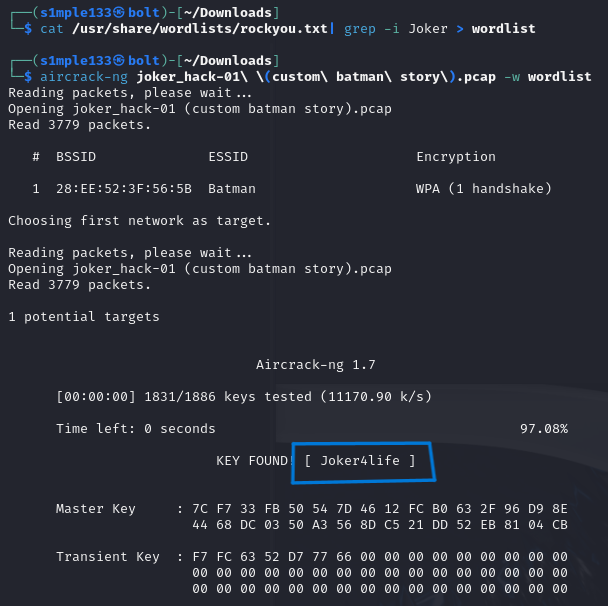 ┌──(s1mple133㉿bolt)-[~/Downloads]
└─$ cat /usr/share/wordlists/rockyou.txt| grep -i Joker > wordlist
┌──(s1mple133㉿bolt)-[~/Downloads]
└─$ aircrack-ng joker_hack-01\ \(custom\ batman\ story\).pcap -w wordlist
Reading packets, please wait...
Opening joker_hack-01 (custom batman story).pcap
Read 3779 packets.
# BSSID ESSID Encryption
1 28:EE:52:3F:56:5B Batman WPA (1 handshake)
Choosing first network as target.
Reading packets, please wait...
Opening joker_hack-01 (custom batman story).pcap
Read 3779 packets.
1 potential targets
Aircrack-ng 1.7
[00:00:00] 1831/1886 keys tested (11170.90 k/s)
Time left: 0 seconds 97.08%
KEY FOUND! [ Joker4life ]
Master Key : 7C F7 33 FB 50 54 7D 46 12 FC B0 63 2F 96 D9 8E
44 68 DC 03 50 A3 56 8D C5 21 DD 52 EB 81 04 CB
Transient Key : F7 FC 63 52 D7 77 66 00 00 00 00 00 00 00 00 00
00 00 00 00 00 00 00 00 00 00 00 00 00 00 00 00
00 00 00 00 00 00 00 00 00 00 00 00 00 00 00 00